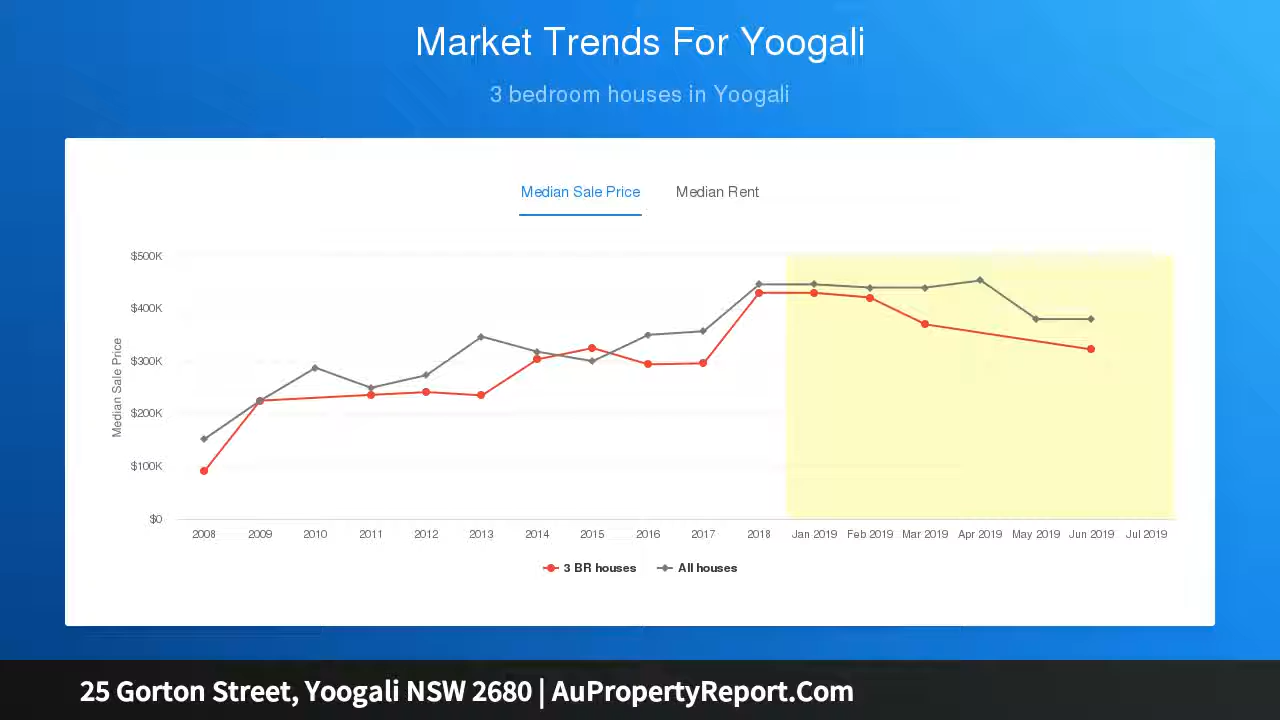 Market Trends For Yoogali
3 bedroom houses in Yoogali
Median Sale Price Median Rent
$500K
$400K
$300K
$200K
$100K
$0
Median Sale Price
2008 2009 2010 2011 2012 2013 2014 2015 2016 2017 2018 Jan 2019 Feb 2019 Mar 2019 Apr 2019 May 2019 Jun 2019 Jul 2019
3 BR houses All houses
25 Gorton Street, Yoogali NSW 2680 | AuPropertyReport.Com